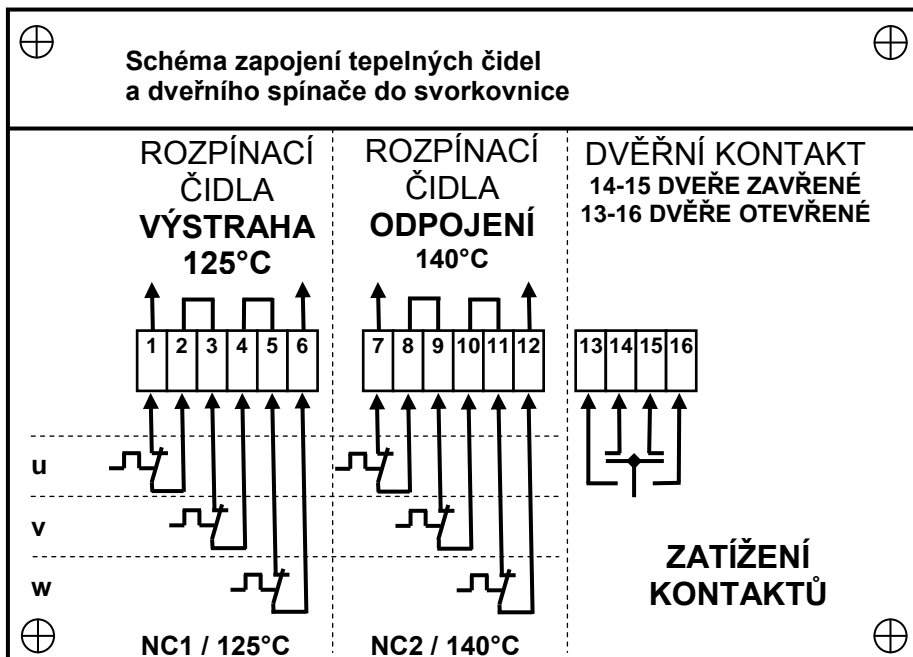 Schéma zapojení tepelných čidel
a dveřního spínače do svorkovnice
ROZPÍNACÍ
ČIDLA
VÝSTRAHA
125°C
ROZPÍNACÍ
ČIDLA
ODPOJENÍ
140°C
DVĚŘNÍ KONTAKT
14-15 DVEŘE ZAVŘENÉ
13-16 DVĚŘE OTEVŘENÉ
1 2 3 4 5 6
7 8 9 10 11 12
13 14 15 16
u
v
w
ZATÍŽENÍ
KONTAKTŮ
NC1 / 125°C
NC2 / 140°C